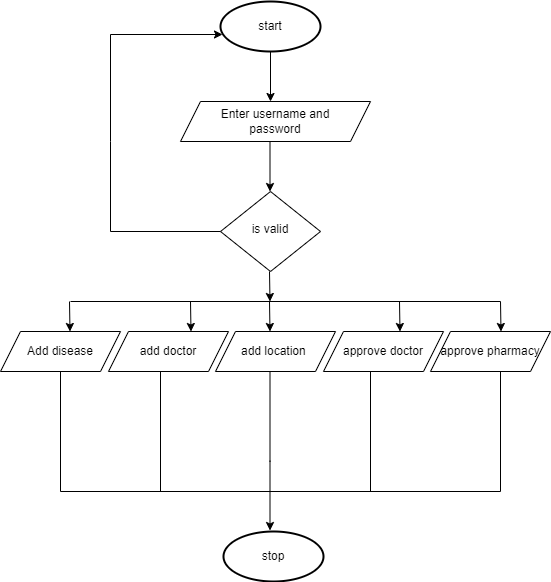 start
Enter username and
password
is valid
Add disease
add doctor
add location
approve doctor
approve pharmacy
stop